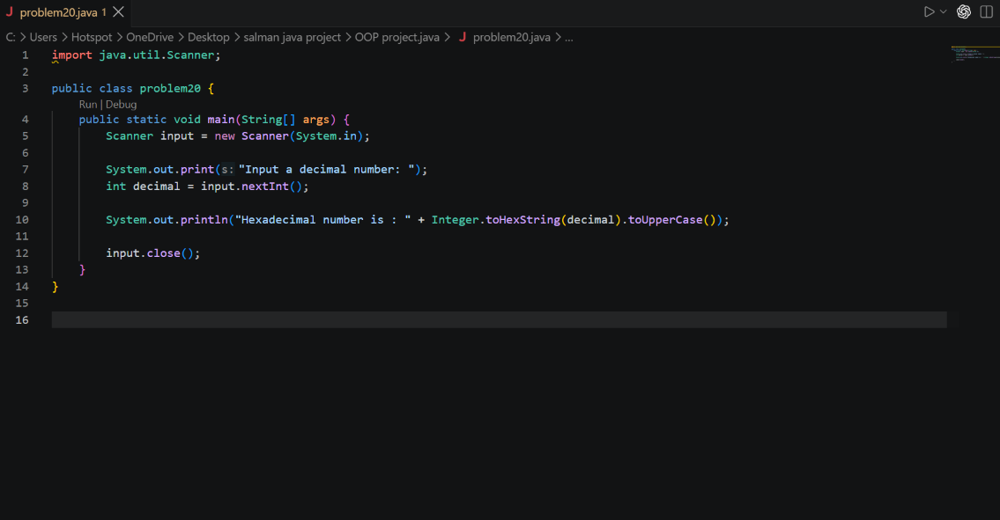 J problem20.java 1
C: > Users > Hotspot > OneDrive > Desktop > salman java project > OOP project.java > J problem20.java > ...
1 import java.util.Scanner;
2
3 public class problem20 {
Run | Debug
4 public static void main(String[] args) {
5 Scanner input = new Scanner(System.in);
6
7 System.out.print(s: "Input a decimal number: ");
8 int decimal = input.nextInt();
9
10 System.out.println("Hexadecimal number is : " + Integer.toHexString(decimal).toUpperCase());
11
12 input.close();
13 }
14 }
15
16